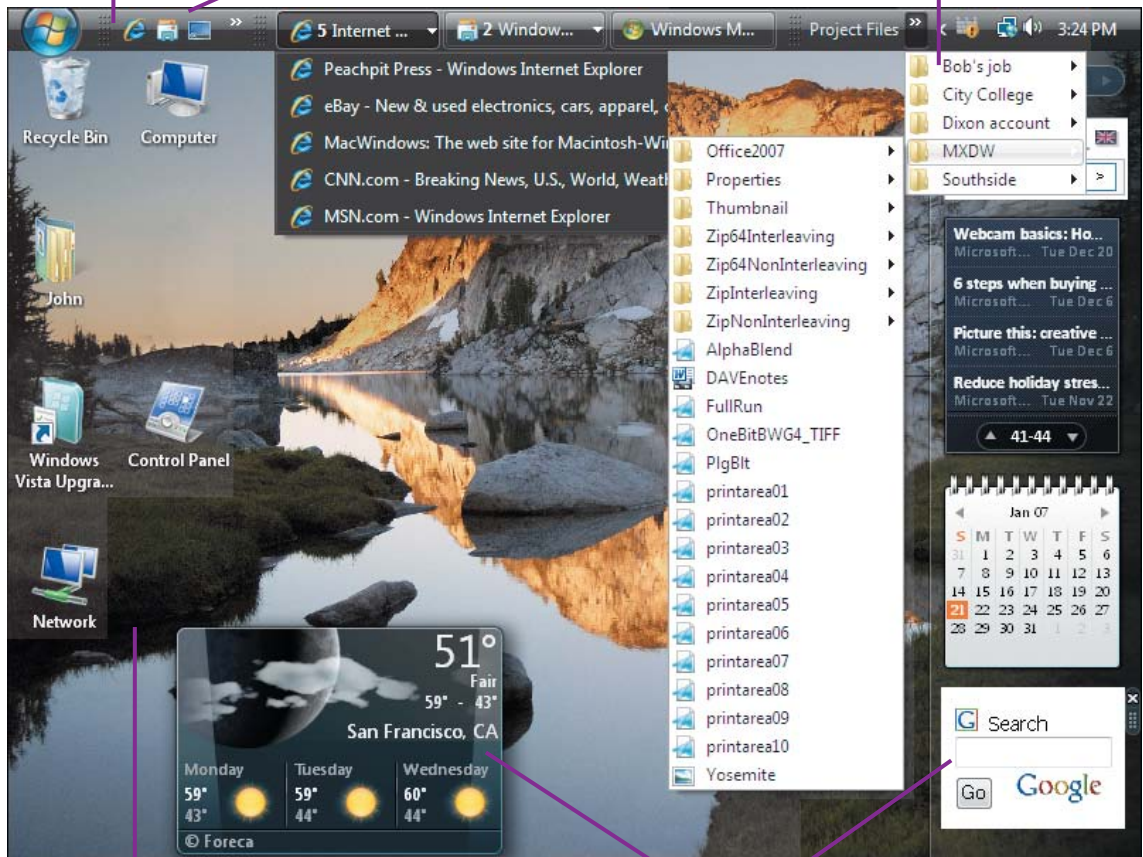 5 Internet ...
2 Window...
Windows M...
Project Files
3:24 PM
Recycle Bin
Computer
John
Windows
Vista Upgra...
Control Panel
Network
Peachpit Press - Windows Internet Explorer
eBay - New & used electronics, cars, apparel,
MacWindows: The web site for Macintosh-Wi
CNN.com - Breaking News, U.S., World, Weath
MSN.com - Windows Internet Explorer
Bob's job
City College
Dixon account
MXDW
Southside
Office2007
Properties
Thumbnail
Zip64Interleaving
Zip64NonInterleaving
ZipInterleaving
ZipNonInterleaving
AlphaBlend
DAVEnotes
FullRun
OneBitBWG4_TIFF
PlgBlt
printarea01
printarea02
printarea03
printarea04
printarea05
printarea06
printarea07
printarea08
printarea09
printarea10
Yosemite
Webcam basics: Ho...
Microsoft... Tue Dec 20
6 steps when buying ...
Microsoft... Tue Dec 6
Picture this: creative ...
Microsoft... Tue Dec 6
Reduce holiday stres...
Microsoft... Tue Nov 22
41-44
Jan 07
S M T W T F S
31 1 2 3 4 5 6
7 8 9 10 11 12 13
14 15 16 17 18 19 20
21 22 23 24 25 26 27
28 29 30 31 1 2 3
51°
Fair
59° - 43°
San Francisco, CA
Monday Tuesday Wednesday
59° 59° 60°
43° 44° 44°
© Foreca
G Search
Go Google